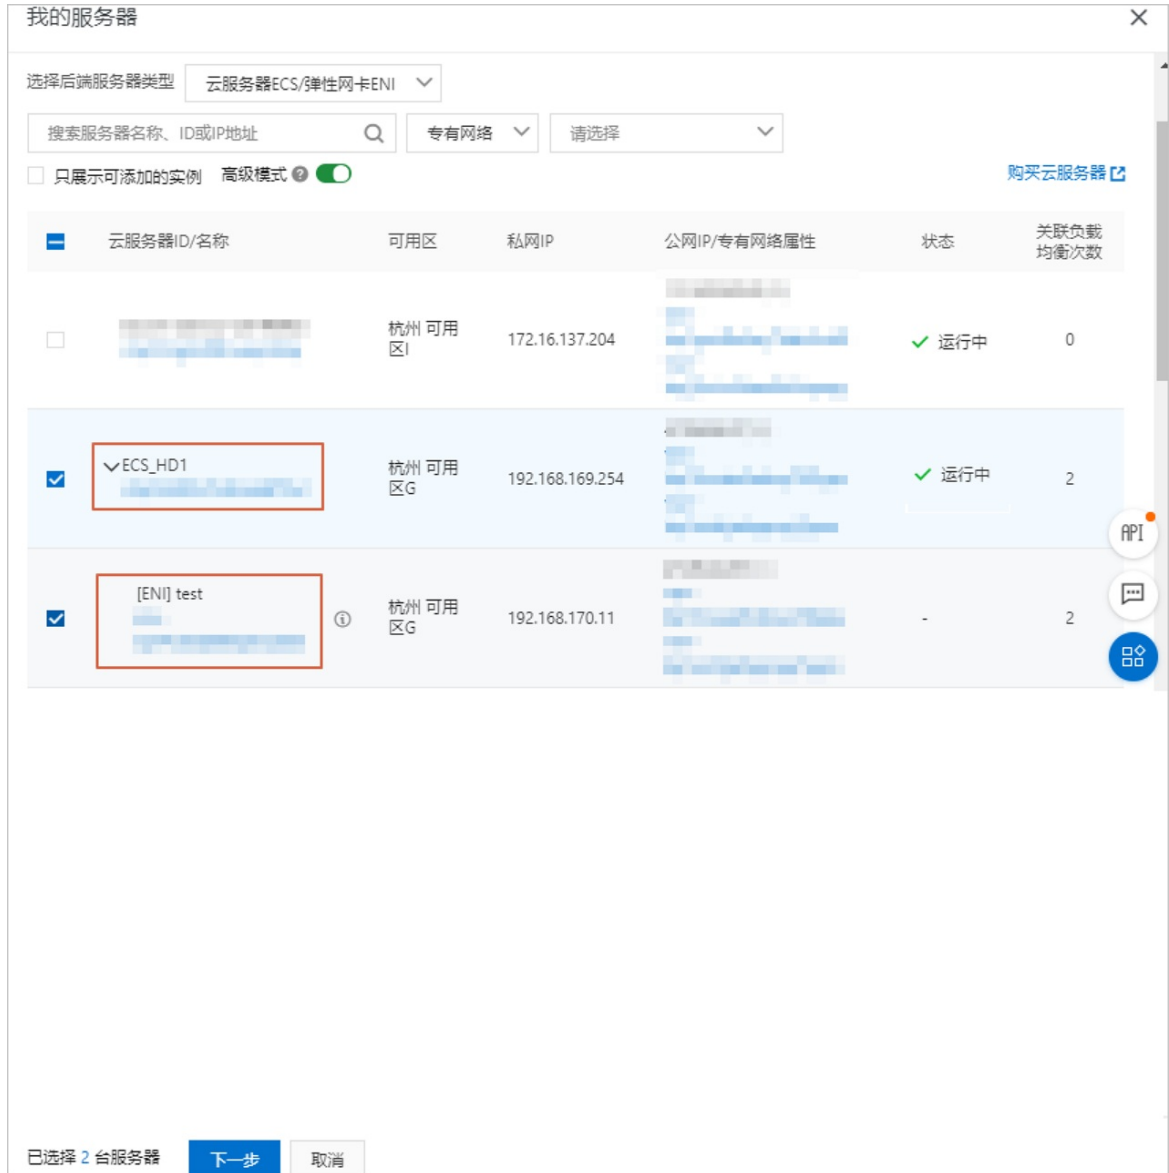 我的服务器
选择后端服务器类型 云服务器ECS/弹性网卡ENI
搜索服务器名称、ID或IP地址 专有网络 请选择
只展示可添加的实例 高级模式 购买云服务器
云服务器ID/名称 可用区 私网IP 公网IP/专有网络属性 状态 关联负载
均衡次数
杭州 可用
区I
172.16.137.204 运行中 0
ECS_HD1
杭州 可用
区G
192.168.169.254 运行中 2
API
[ENI] test
杭州 可用
区G
192.168.170.11 - 2
已选择 2 台服务器 下一步 取消